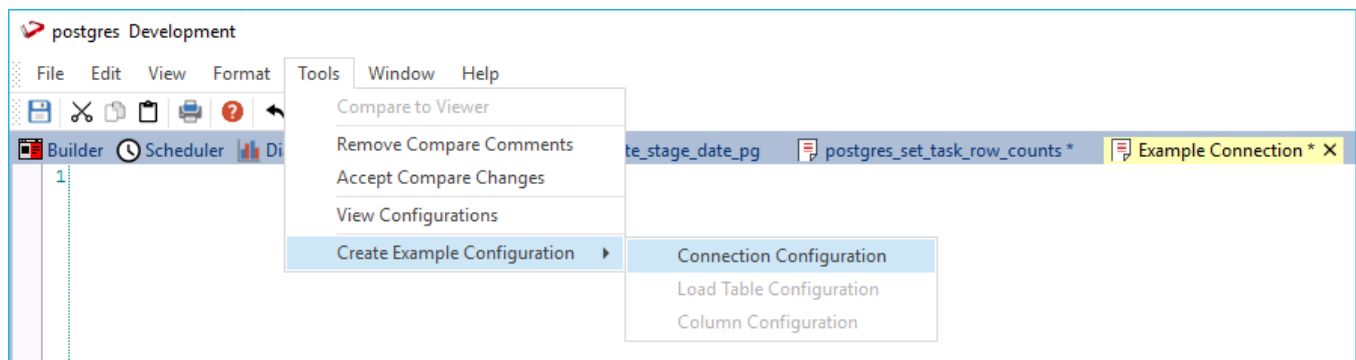 postgres Development
File Edit View Format Tools Window Help
Compare to Viewer
Remove Compare Comments
Builder Scheduler Di te_stage_date_pg postgres_set_task_row_counts * Example Connection * X
1
Accept Compare Changes
View Configurations
Create Example Configuration
Connection Configuration
Load Table Configuration
Column Configuration